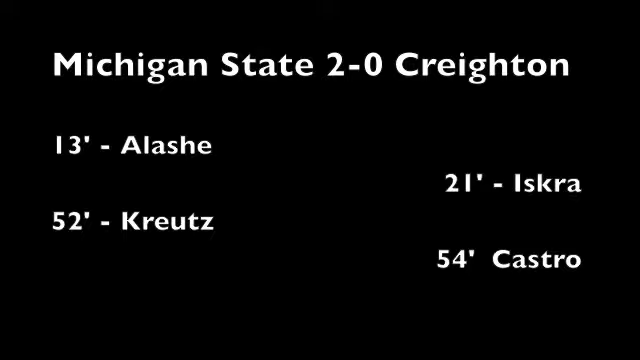 Michigan State 2-0 Creighton
13' - Alashe
21' - Iskra
52' - Kreutz
54'  Castro